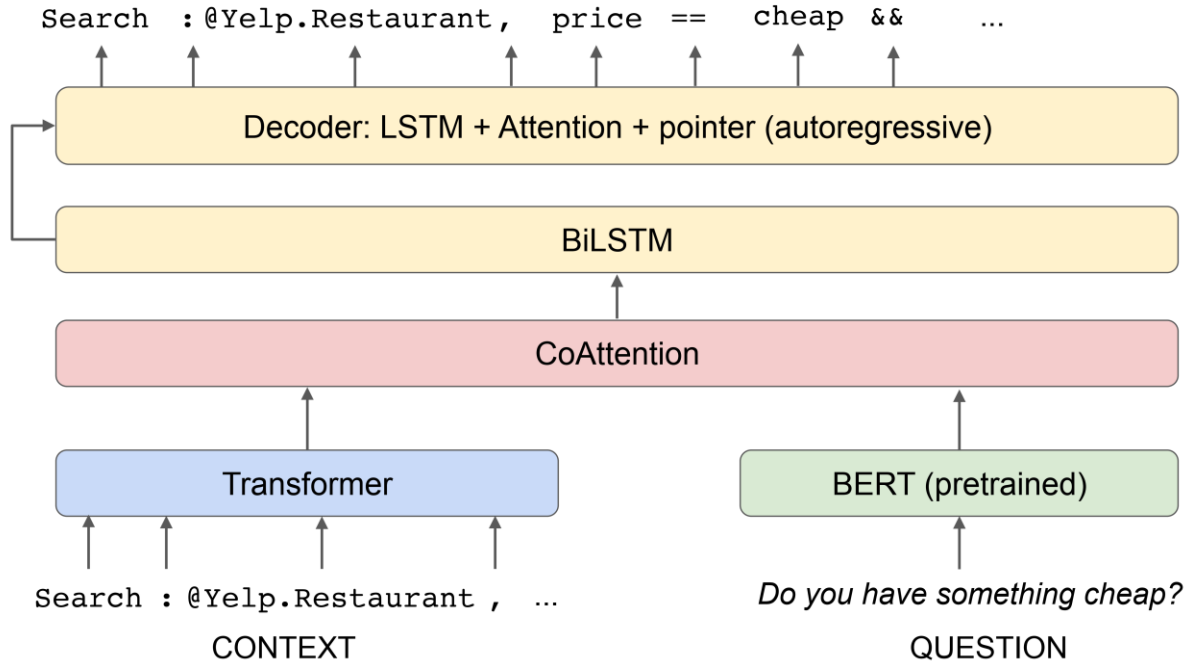 Search : @Yelp.Restaurant, price == cheap && ...
Decoder: LSTM + Attention + pointer (autoregressive)
BiLSTM
CoAttention
Transformer
BERT (pretrained)
Search : @Yelp.Restaurant , ...
Do you have something cheap?
CONTEXT
QUESTION